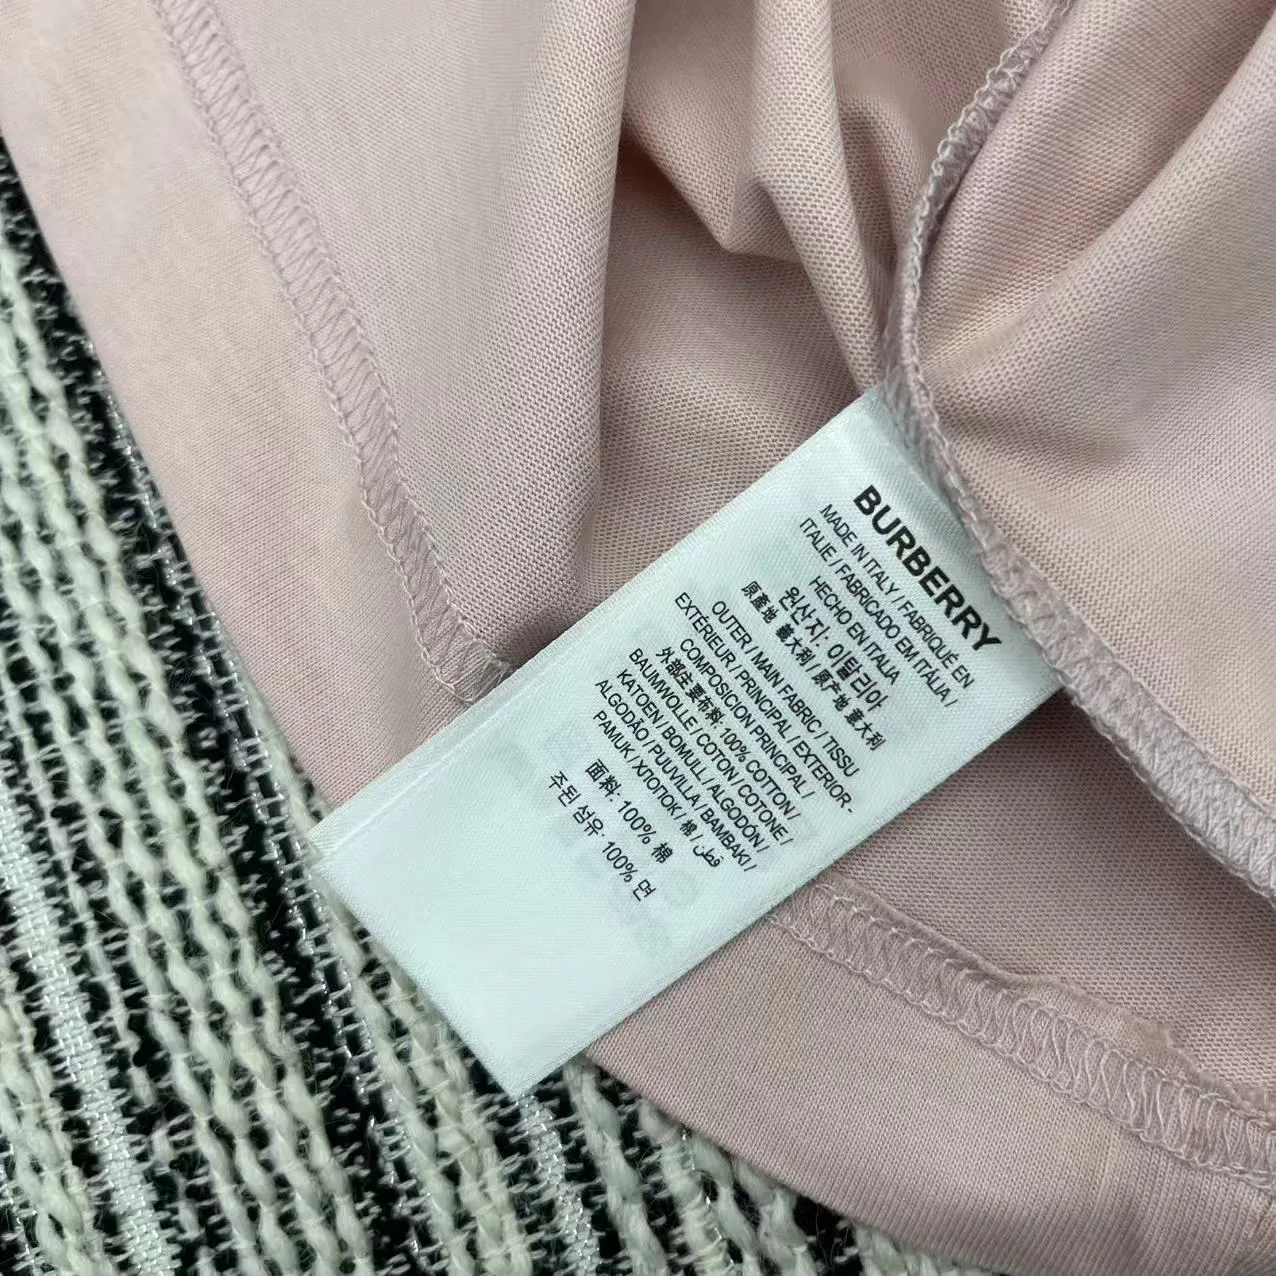 BURBERRY
MADE IN ITALY / FABRIQUÉ EN
ITALIE / FABRICADO EM ITÁLIA /
HECHO EN ITALIA
원산지: 이탈리아
原產地 義大利 / 原产地 意大利
OUTER / MAIN FABRIC / TISSU
EXTÉRIEUR / PRINCIPAL / EXTERIOR -
COMPOSICION PRINCIPAL /
外部主要布料: 100% COTTON /
BAUMWOLLE / COTON / COTONE /
KATOEN / BOMULL / ALGODÓN /
ALGODÃO / PUUVILLA / BAMBAKI /
PAMUK / ХПОПОК / 棉 / قطن
面料: 100% 棉
주된 섬유: 100% 면